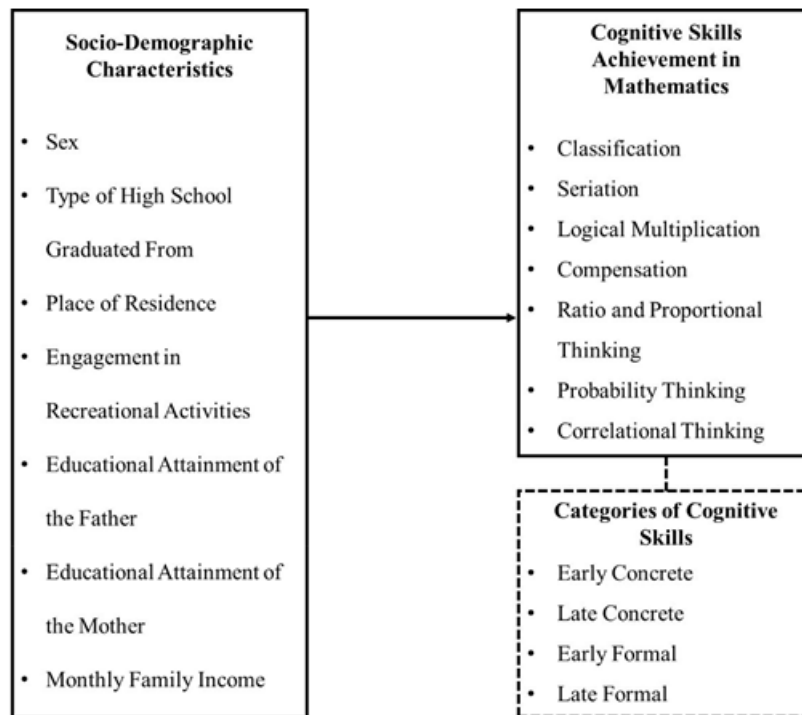 Socio-Demographic
Characteristics
• Sex
• Type of High School
Graduated From
• Place of Residence
• Engagement in
Recreational Activities
• Educational Attainment of
the Father
• Educational Attainment of
the Mother
• Monthly Family Income
Cognitive Skills
Achievement in
Mathematics
• Classification
• Seriation
• Logical Multiplication
• Compensation
• Ratio and Proportional
Thinking
• Probability Thinking
• Correlational Thinking
Categories of Cognitive
Skills
• Early Concrete
• Late Concrete
• Early Formal
• Late Formal